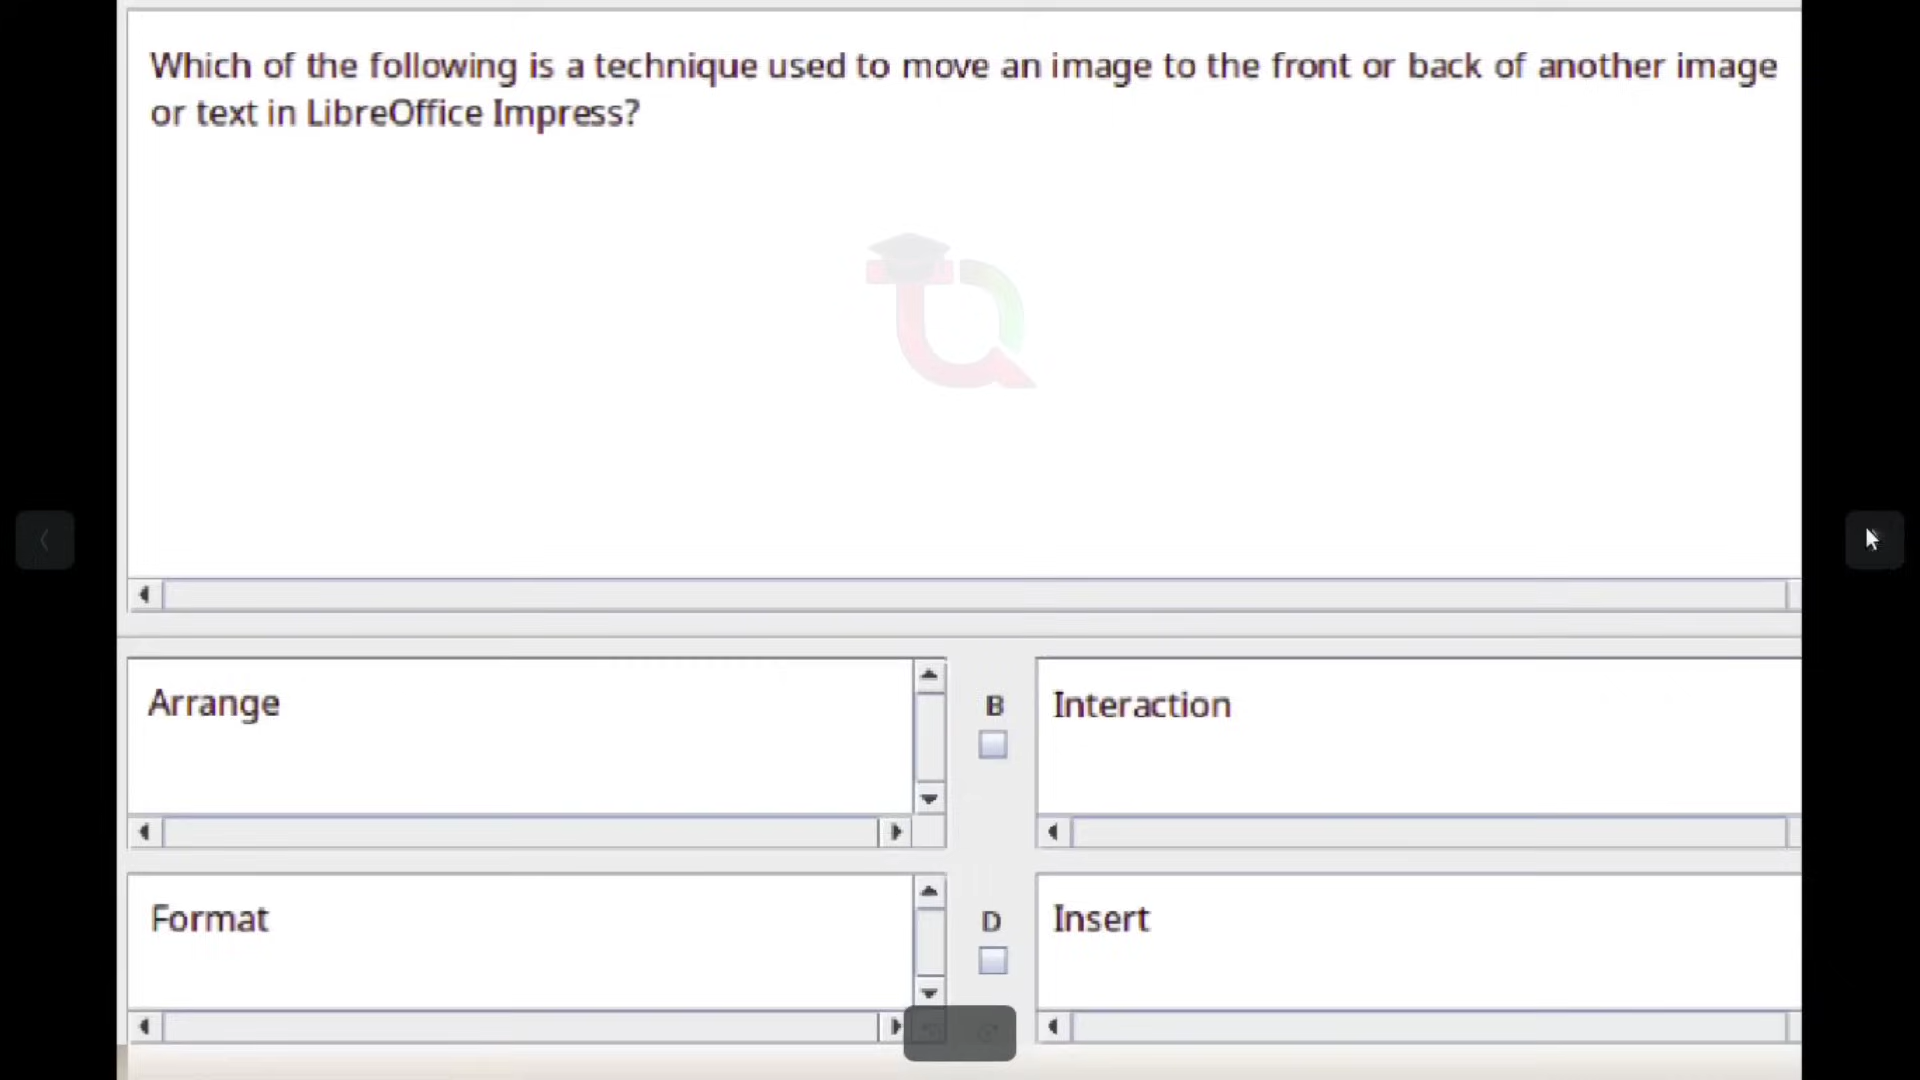 Which of the following is a technique used to move an image to the front or back of another image
or text in LibreOffice Impress?
Arrange
B
Interaction
Format
D
Insert